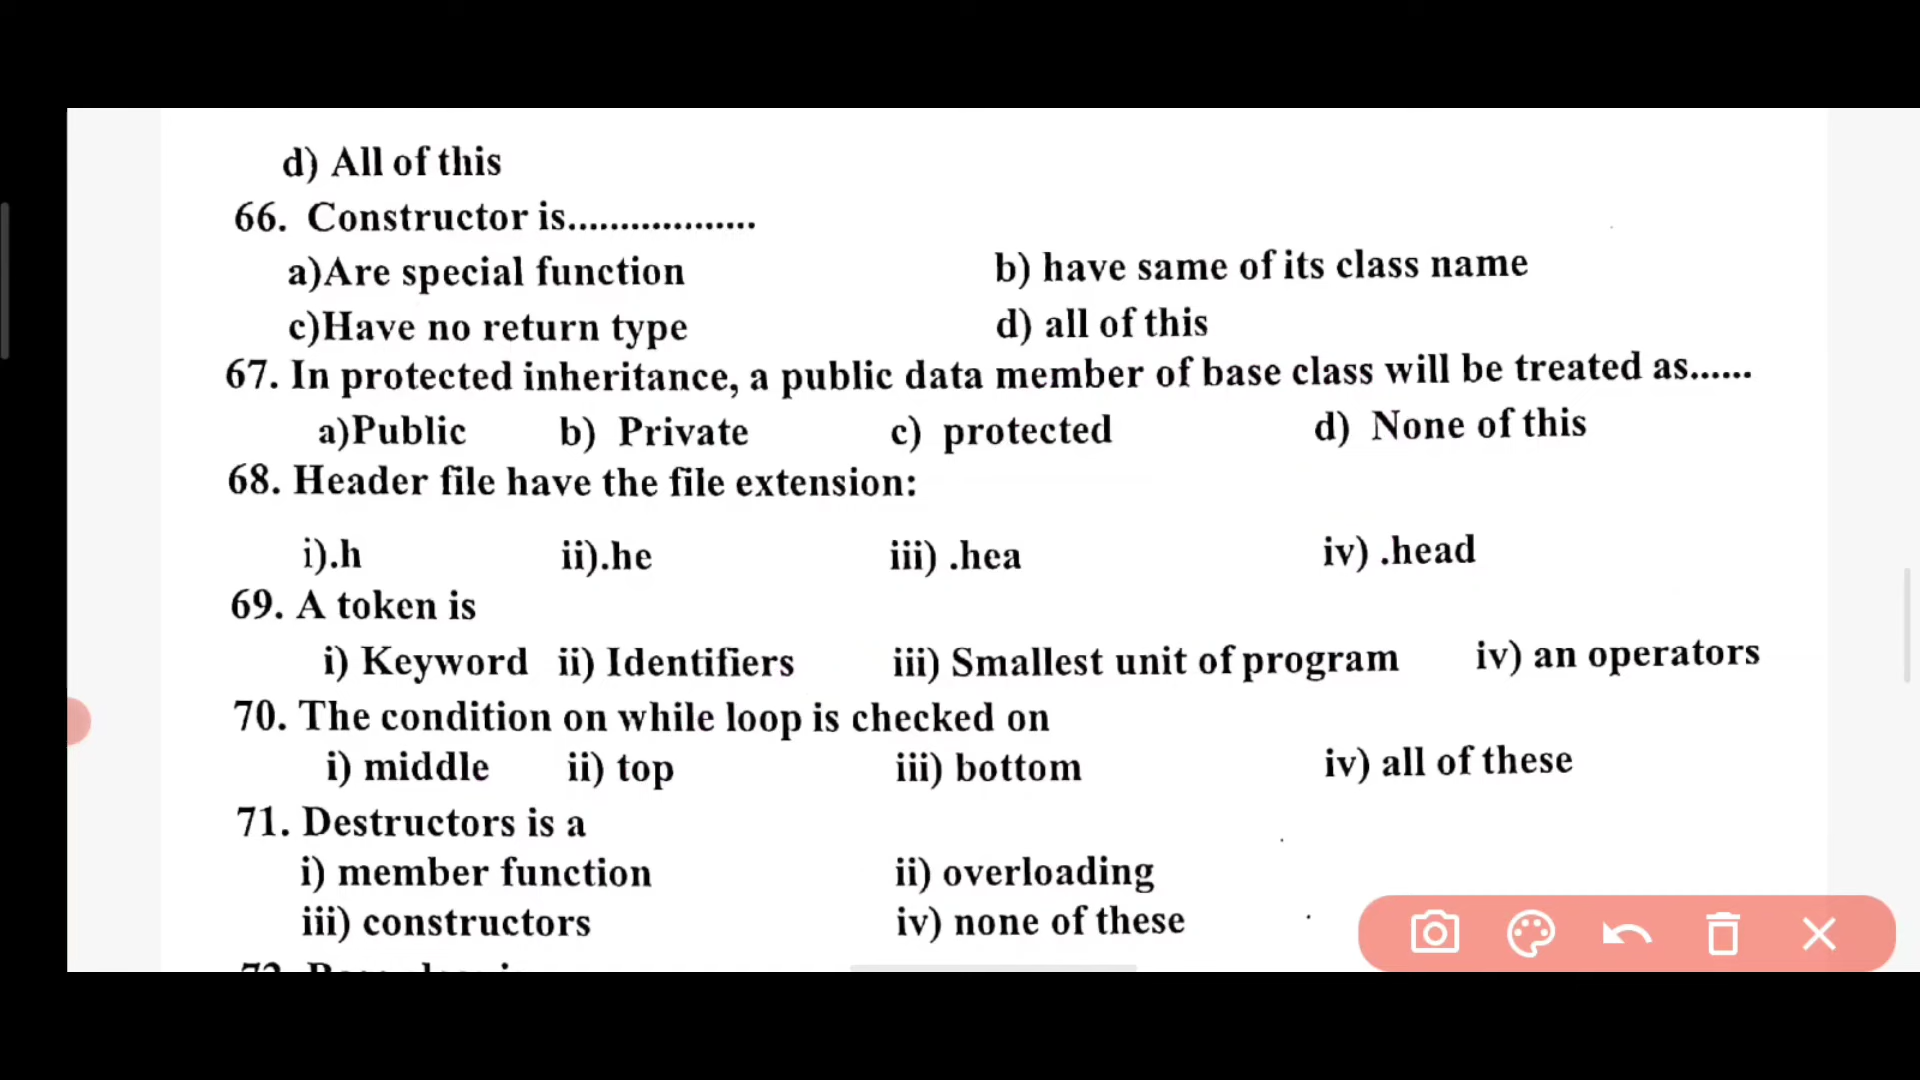 d) All of this
66. Constructor is..................
a)Are special function b) have same of its class name
c)Have no return type d) all of this
67. In protected inheritance, a public data member of base class will be treated as......
a)Public b) Private c) protected d) None of this
68. Header file have the file extension:
i).h ii).he iii) .hea iv) .head
69. A token is
i) Keyword ii) Identifiers iii) Smallest unit of program iv) an operators
70. The condition on while loop is checked on
i) middle ii) top iii) bottom iv) all of these
71. Destructors is a
i) member function ii) overloading
iii) constructors iv) none of these